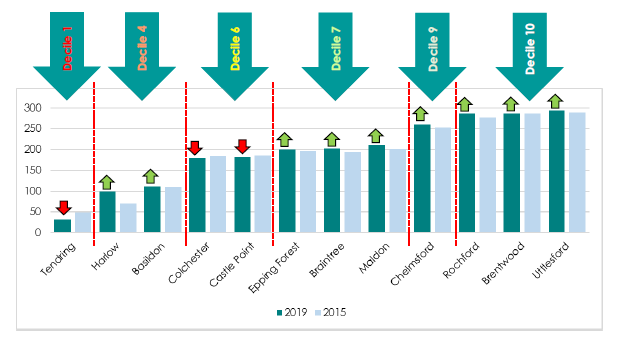 Decile 1
Decile 4
Decile 6
Decile 7
Decile 9
Decile 10
300
250
200
150
100
50
0
Tendring
Harlow
Basildon
Colchester
Castle Point
Epping Forest
Braintree
Maldon
Chelmsford
Rochford
Brentwood
Uttlesford
2019 2015